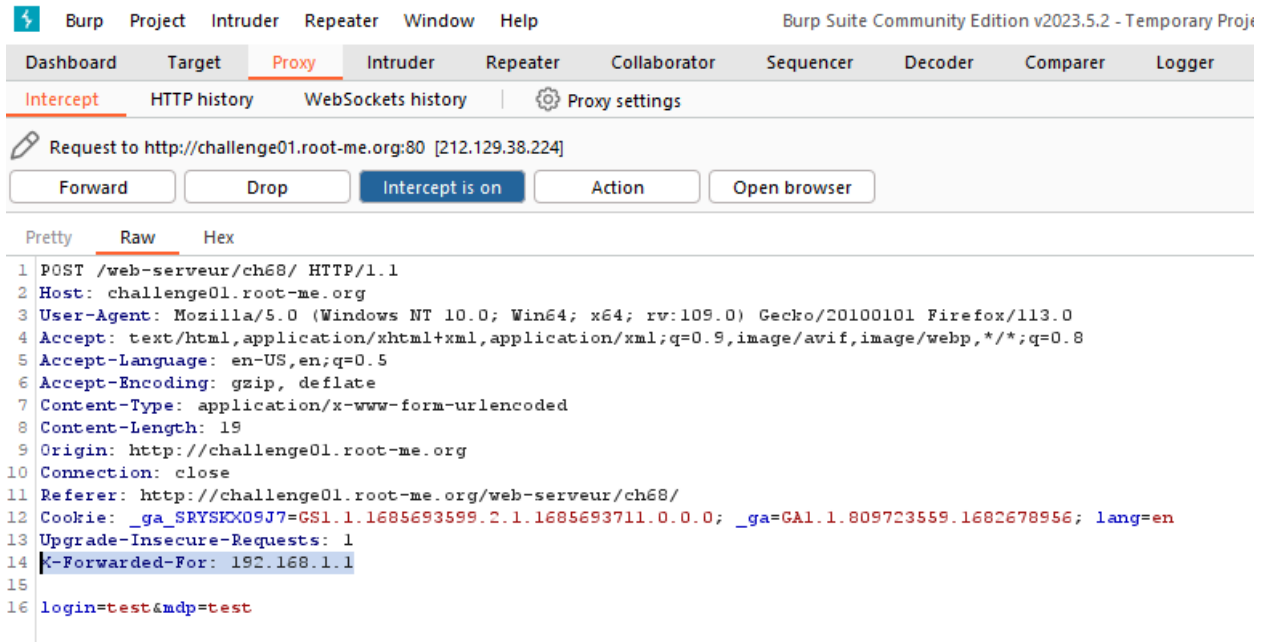 Burp Project Intruder Repeater Window Help Burp Suite Community Edition v2023.5.2 - Temporary Proje
Dashboard Target Proxy Intruder Repeater Collaborator Sequencer Decoder Comparer Logger
Intercept HTTP history WebSockets history Proxy settings
Request to http://challenge01.root-me.org:80 [212.129.38.224]
Forward Drop Intercept is on Action Open browser
Pretty Raw Hex
1 POST /web-serveur/ch68/ HTTP/1.1
2 Host: challenge01.root-me.org
3 User-Agent: Mozilla/5.0 (Windows NT 10.0; Win64; x64; rv:109.0) Gecko/20100101 Firefox/113.0
4 Accept: text/html,application/xhtml+xml,application/xml;q=0.9,image/avif,image/webp,*/*;q=0.8
5 Accept-Language: en-US,en;q=0.5
6 Accept-Encoding: gzip, deflate
7 Content-Type: application/x-www-form-urlencoded
8 Content-Length: 19
9 Origin: http://challenge01.root-me.org
10 Connection: close
11 Referer: http://challenge01.root-me.org/web-serveur/ch68/
12 Cookie: _ga_SRYSKX09J7=GS1.1.1685693599.2.1.1685693711.0.0.0; _ga=GA1.1.809723559.1682678956; lang=en
13 Upgrade-Insecure-Requests: 1
14 X-Forwarded-For: 192.168.1.1
15
16 login=test&mdp=test